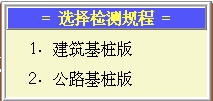 = 选择检测规程 =
1. 建筑基桩版
2. 公路基桩版